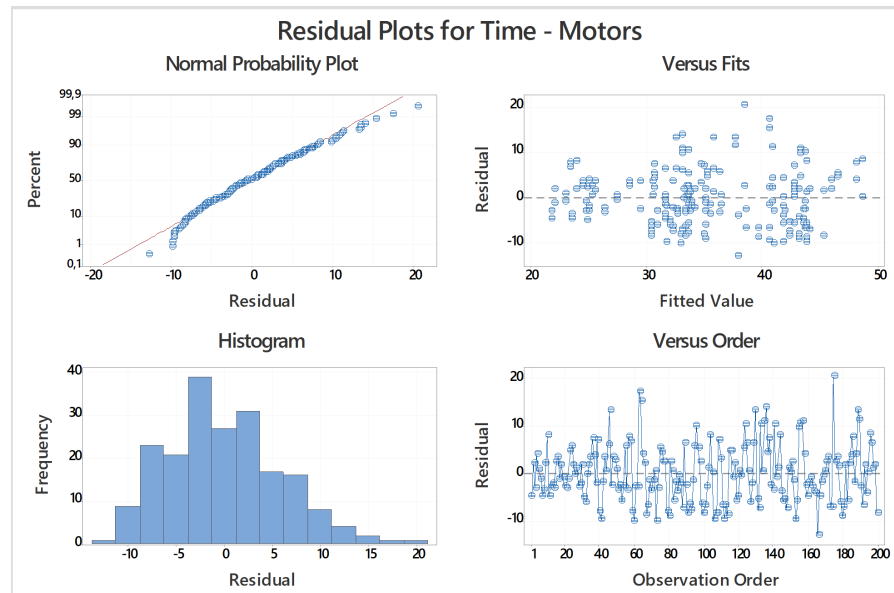 Residual Plots for Time - Motors
Normal Probability Plot
99,9
99
90
50
10
1
0,1
Percent
-20 -10 0 10 20
Residual
Versus Fits
20
10
0
-10
Residual
20 30 40 50
Fitted Value
Histogram
40
30
20
10
0
Frequency
-10 -5 0 5 10 15 20
Residual
Versus Order
20
10
0
-10
Residual
1 20 40 60 80 100 120 140 160 180 200
Observation Order